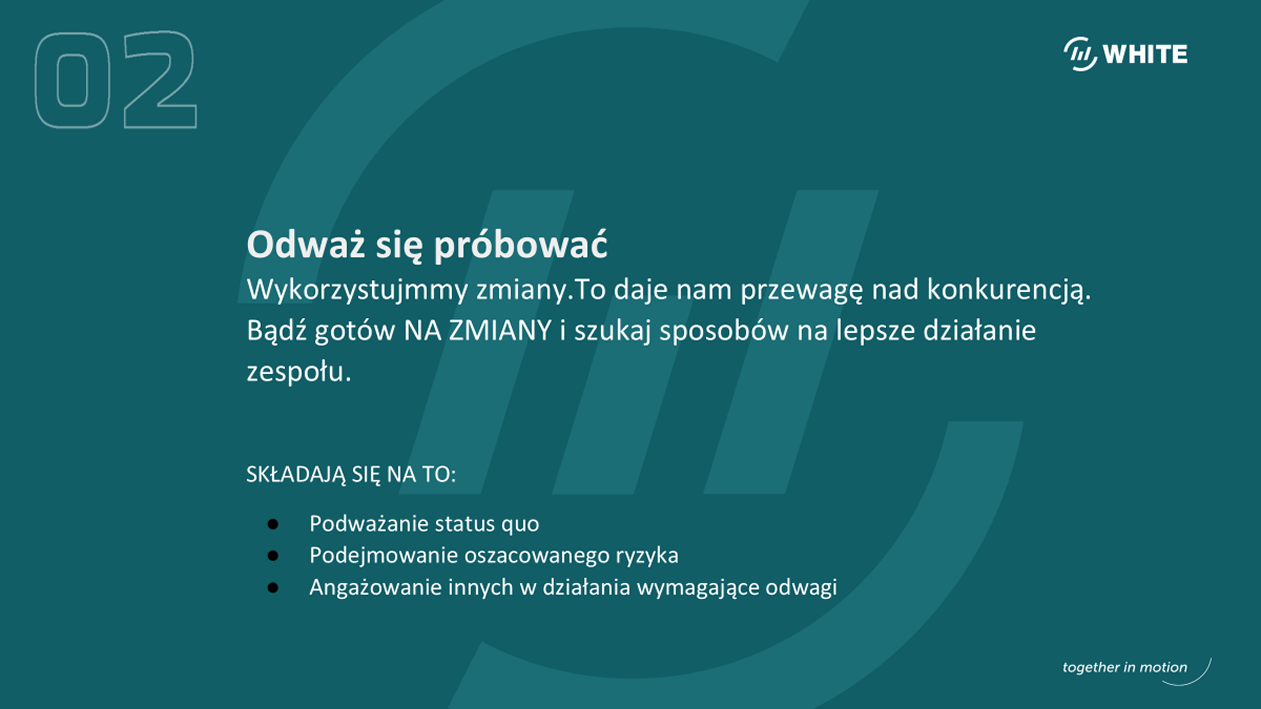 02
WHITE
Odważ się próbować
Wykorzystujmmy zmiany.To daje nam przewagę nad konkurencją.
Bądź gotów NA ZMIANY i szukaj sposobów na lepsze działanie
zespołu.
SKŁADAJĄ SIĘ NA TO:
● Podważanie status quo
● Podejmowanie oszacowanego ryzyka
● Angażowanie innych w działania wymagające odwagi
together in motion